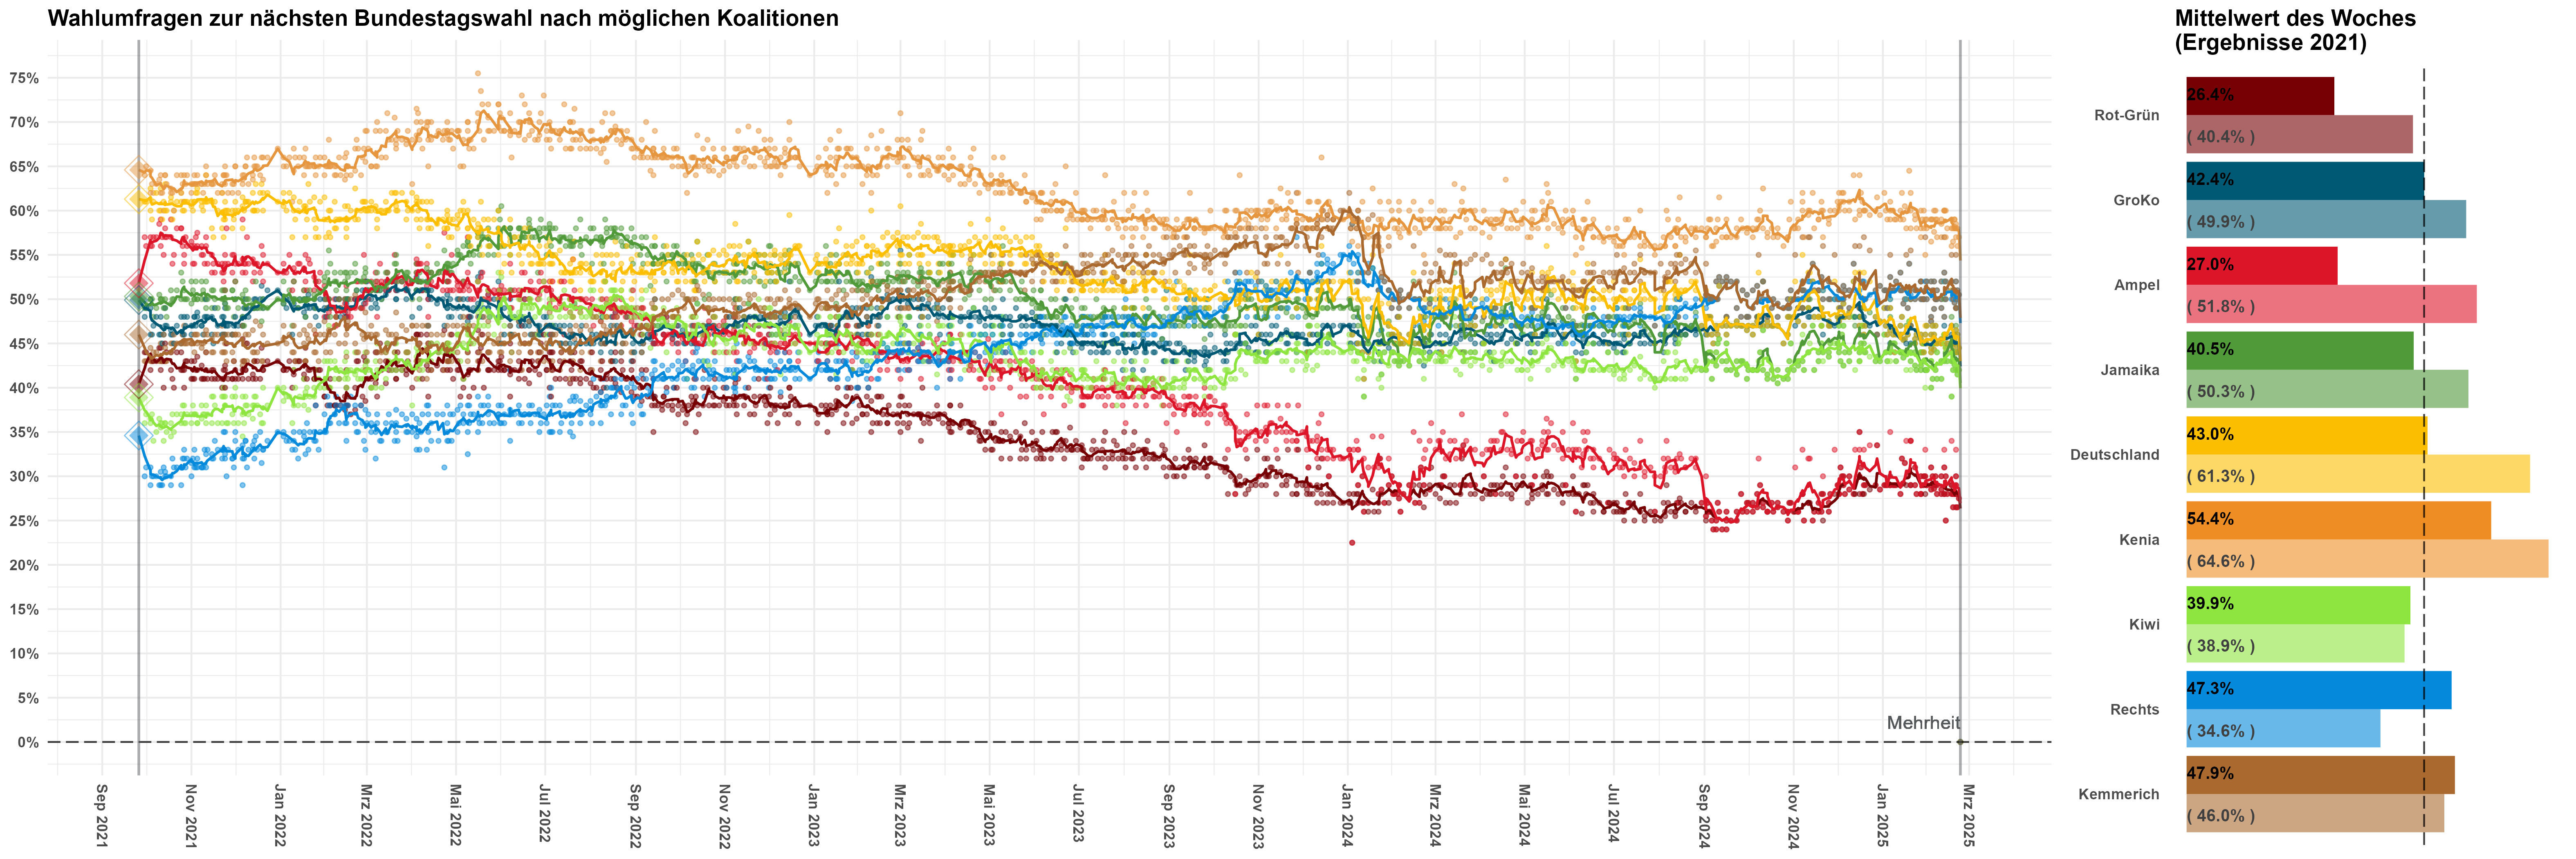 Wahlumfragen zur nächsten Bundestagswahl nach möglichen Koalitionen
75%
70%
65%
60%
55%
50%
45%
40%
35%
30%
25%
20%
15%
10%
5%
0%
Mehrheit
Sep 2021
Nov 2021
Jan 2022
Mrz 2022
Mai 2022
Jul 2022
Sep 2022
Nov 2022
Jan 2023
Mrz 2023
Mai 2023
Jul 2023
Sep 2023
Nov 2023
Jan 2024
Mrz 2024
Mai 2024
Jul 2024
Sep 2024
Nov 2024
Jan 2025
Mrz 2025
Mittelwert des Woches
(Ergebnisse 2021)
Rot-Grün
26.4%
( 40.4% )
GroKo
42.4%
( 49.9% )
Ampel
27.0%
( 51.8% )
Jamaika
40.5%
( 50.3% )
Deutschland
43.0%
( 61.3% )
Kenia
54.4%
( 64.6% )
Kiwi
39.9%
( 38.9% )
Rechts
47.3%
( 34.6% )
Kemmerich
47.9%
( 46.0% )